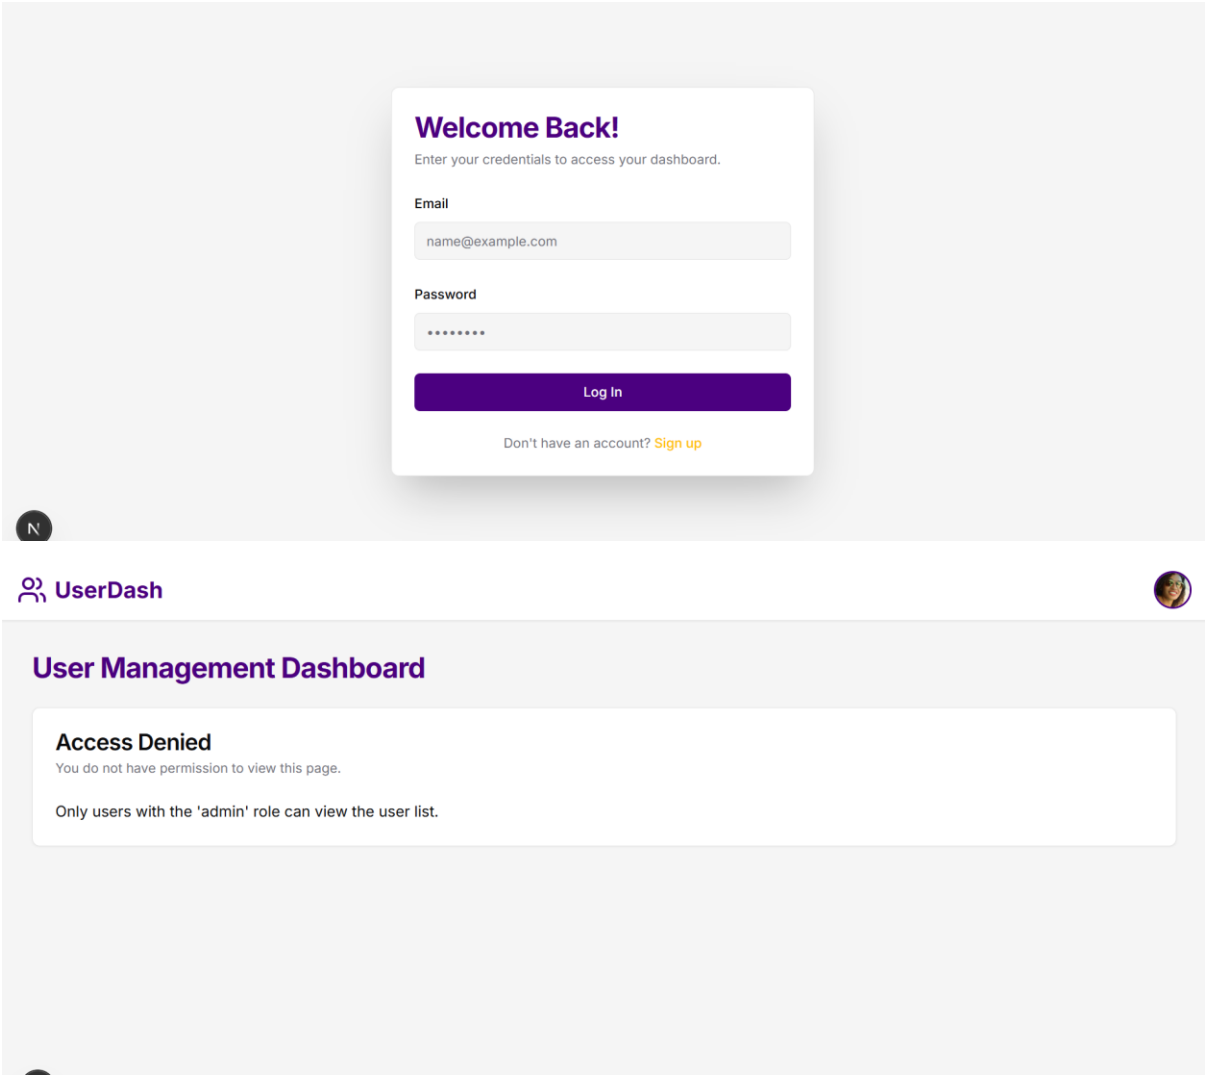 Welcome Back!
Enter your credentials to access your dashboard.
Email
name@example.com
Password
••••••••
Log In
Don't have an account? Sign up
N
UserDash
User Management Dashboard
Access Denied
You do not have permission to view this page.
Only users with the 'admin' role can view the user list.